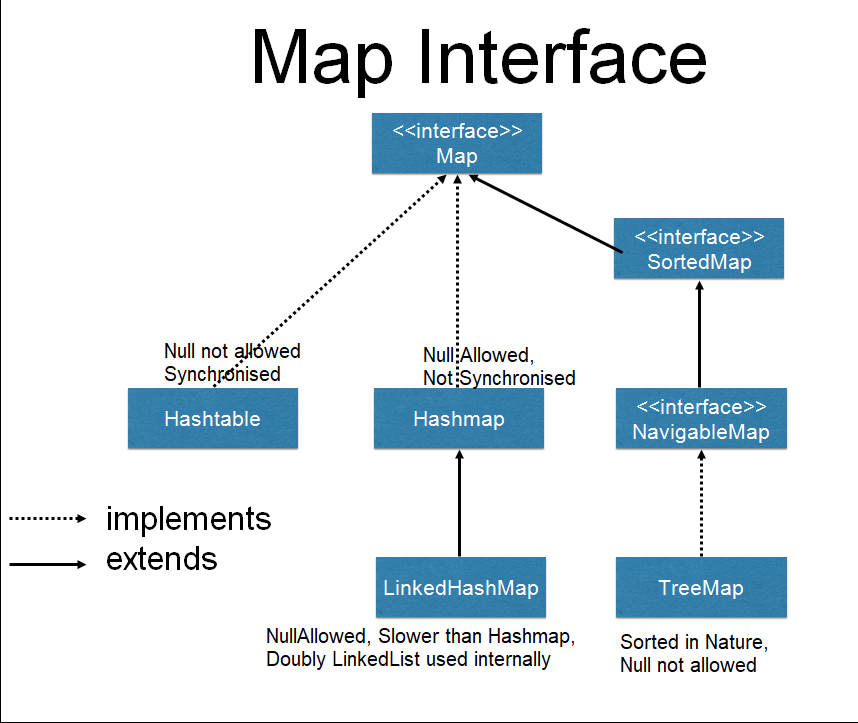 Map Interface
<<interface>>
Map
<<interface>>
SortedMap
Null not allowed
Synchronised
Null Allowed,
Not Synchronised
Hashtable
Hashmap
<<interface>>
NavigableMap
implements
extends
LinkedHashMap
TreeMap
NullAllowed, Slower than Hashmap,
Doubly LinkedList used internally
Sorted in Nature,
Null not allowed